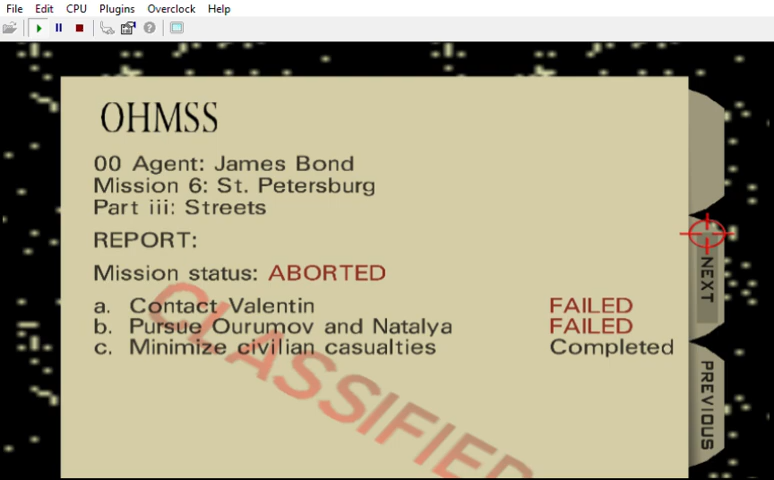 File Edit CPU Plugins Overclock Help
OHMSS
00 Agent: James Bond
Mission 6: St. Petersburg
Part iii: Streets
REPORT:
Mission status: ABORTED
a. Contact Valentin FAILED
b. Pursue Ourumov and Natalya FAILED
c. Minimize civilian casualties Completed
CLASSIFIED
NEXT
PREVIOUS